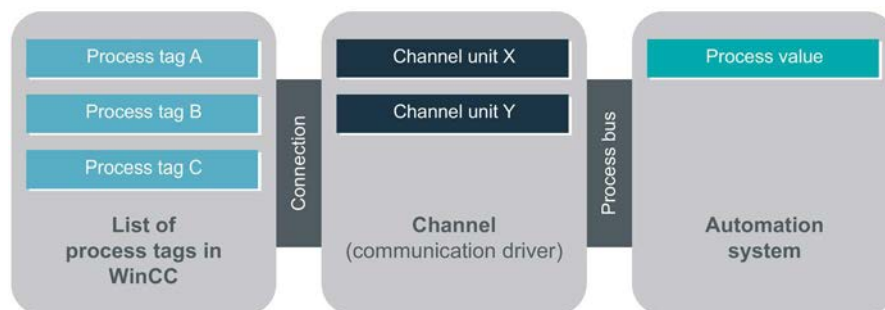 Process tag A
Process tag B
Process tag C
List of
process tags in
WinCC
Connection
Channel unit X
Channel unit Y
Channel
(communication driver)
Process bus
Process value
Automation
system